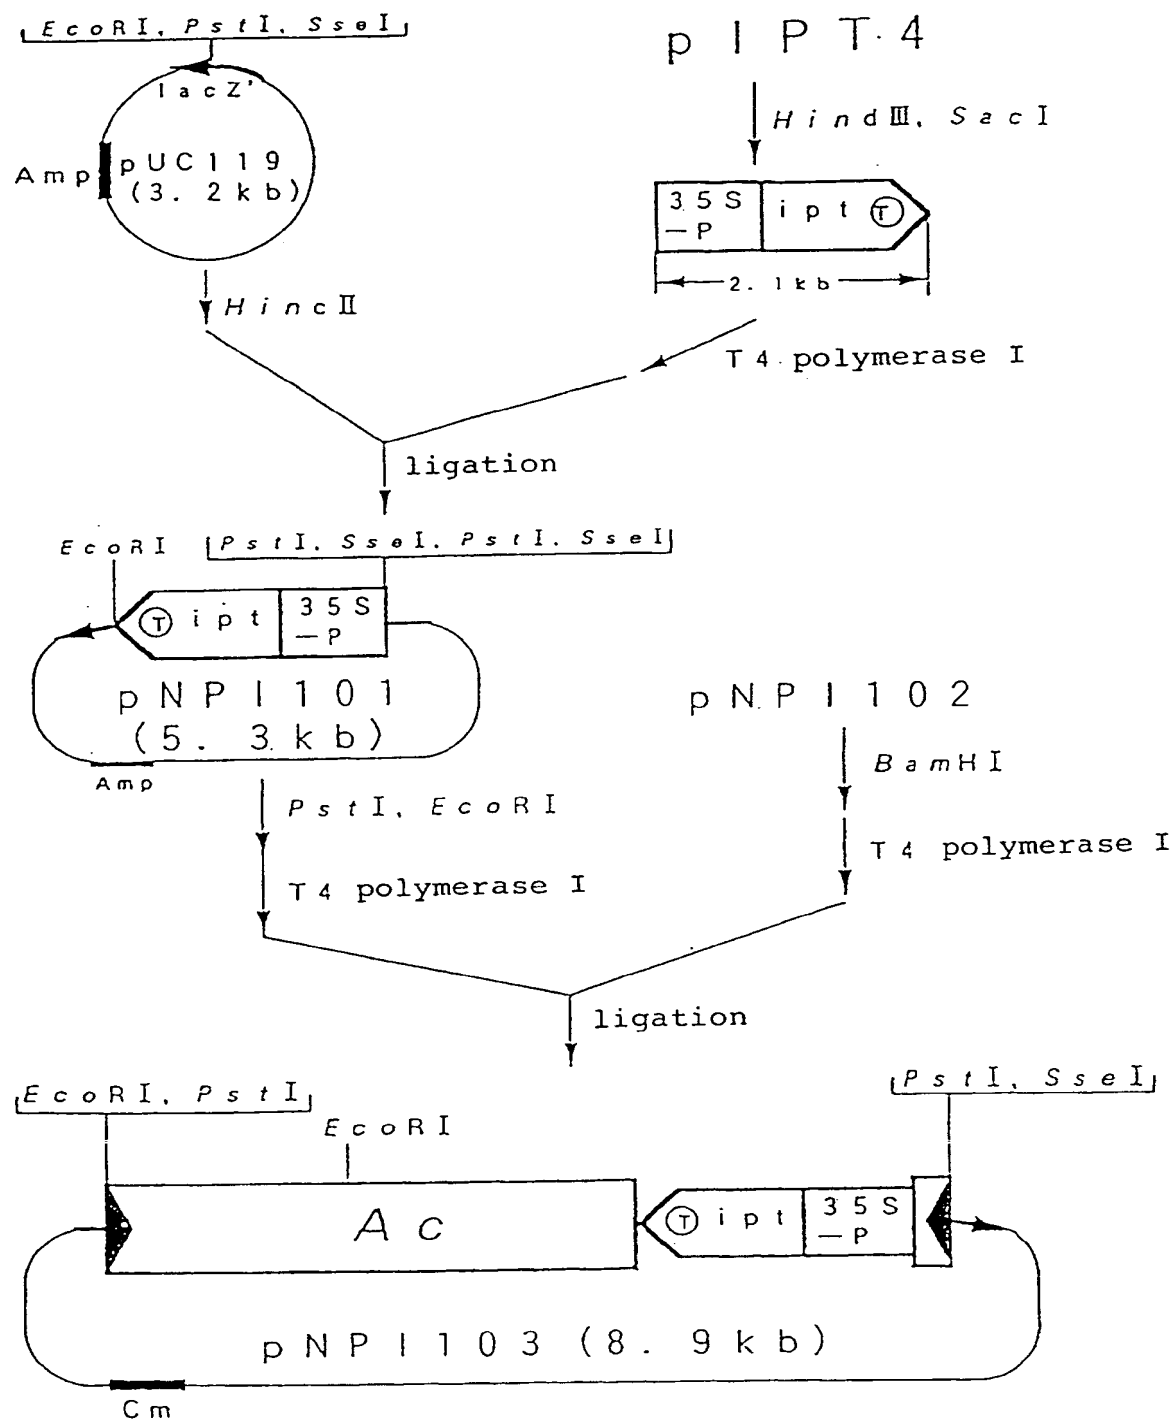 EcoRI, PstI, SseI
lacZ'
Amp
pUC119
(3.2kb)
HincII
pIPT4
HindIII, SacI
35S
—P
ipt
T
2.1kb
T4 polymerase I
ligation
EcoRI
PstI, SseI, PstI, SseI
T
ipt
35S
—P
pNPI101
(5.3kb)
Amp
PstI, EcoRI
T4 polymerase I
pNPI102
BamHI
T4 polymerase I
ligation
EcoRI, PstI
EcoRI
PstI, SseI
Ac
T
ipt
35S
—P
pNPI103(8.9kb)
Cm